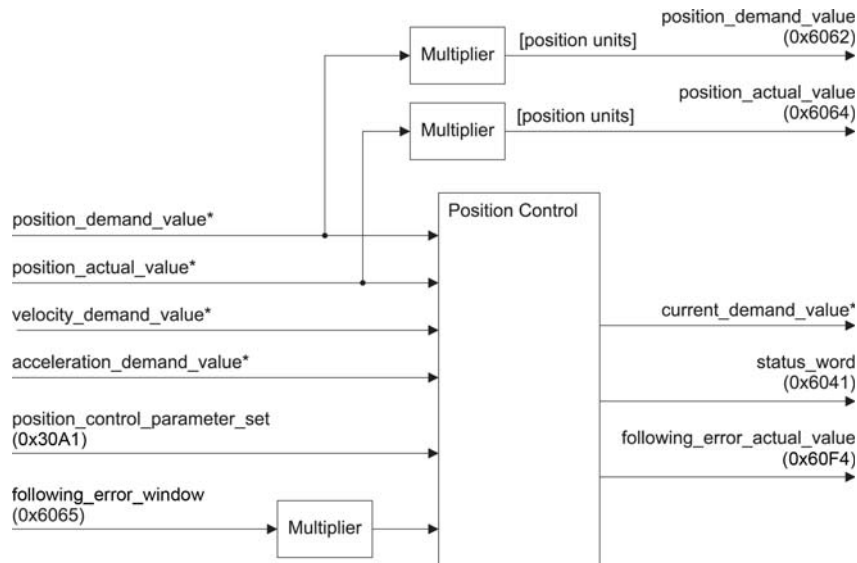 position_demand_value
(0x6062)
Multiplier
[position units]
position_actual_value
(0x6064)
Multiplier
[position units]
Position Control
position_demand_value*
position_actual_value*
velocity_demand_value*
current_demand_value*
acceleration_demand_value*
status_word
(0x6041)
position_control_parameter_set
(0x30A1)
following_error_actual_value
(0x60F4)
following_error_window
(0x6065)
Multiplier